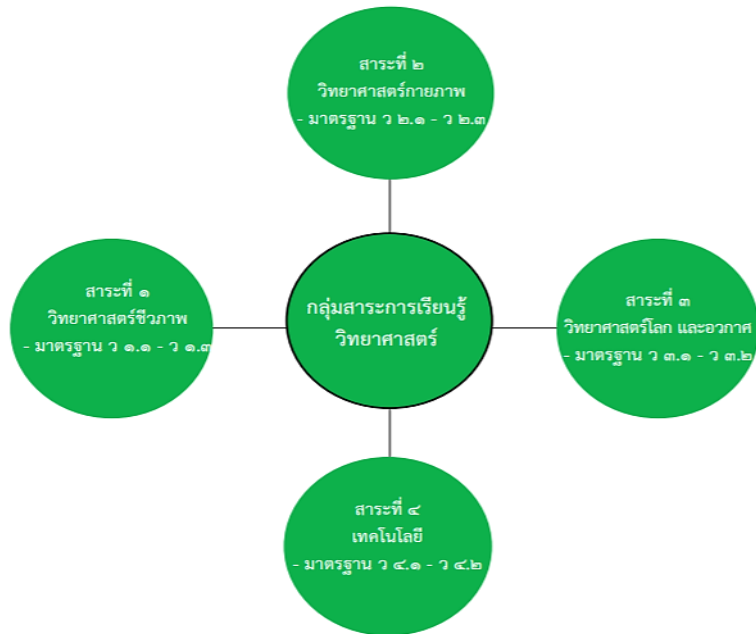 สาระที่ ๒
วิทยาศาสตร์กายภาพ
- มาตรฐาน ว ๒.๑ - ว ๒.๓
สาระที่ ๑
วิทยาศาสตร์ชีวภาพ
- มาตรฐาน ว ๑.๑ - ว ๑.๓
กลุ่มสาระการเรียนรู้
วิทยาศาสตร์
สาระที่ ๓
วิทยาศาสตร์โลก และอวกาศ
- มาตรฐาน ว ๓.๑ - ว ๓.๒
สาระที่ ๔
เทคโนโลยี
- มาตรฐาน ว ๔.๑ - ว ๔.๒